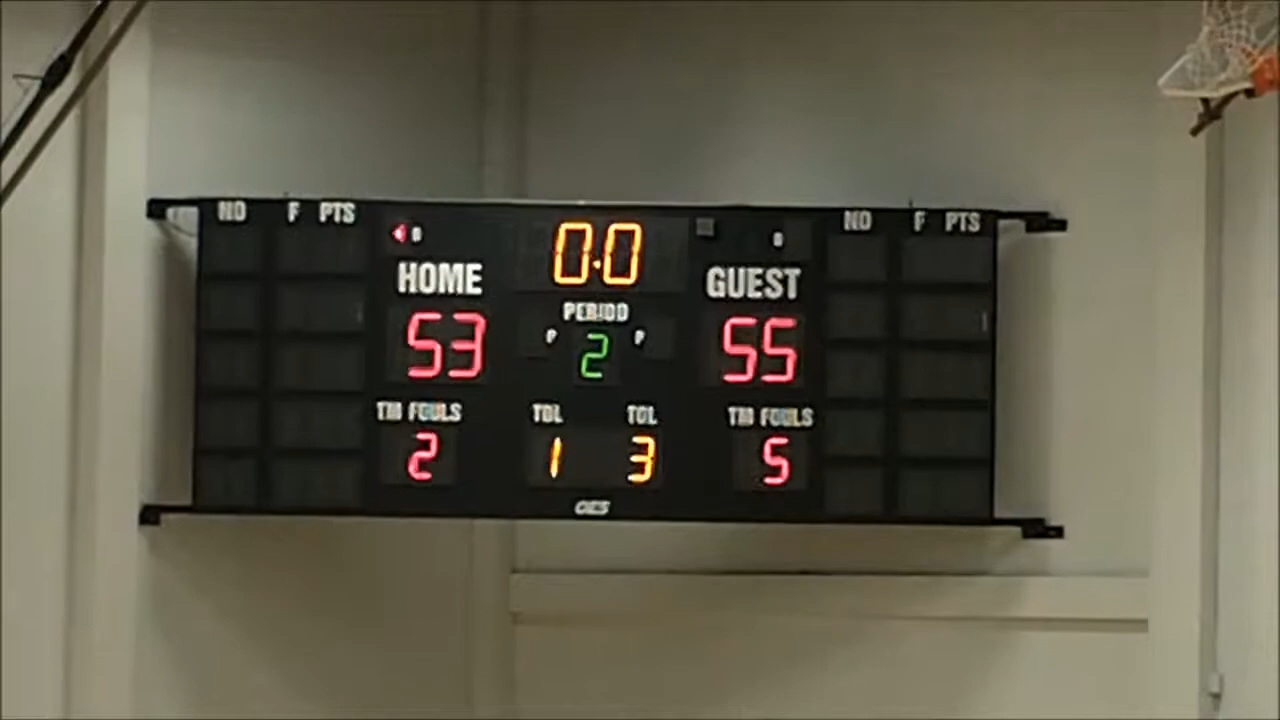 NO F PTS
B 0.0 B
NO F PTS
HOME GUEST
PERIOD
53 P 2 P 55
TM FOULS TOL TOL TM FOULS
2 1 3 5
OES